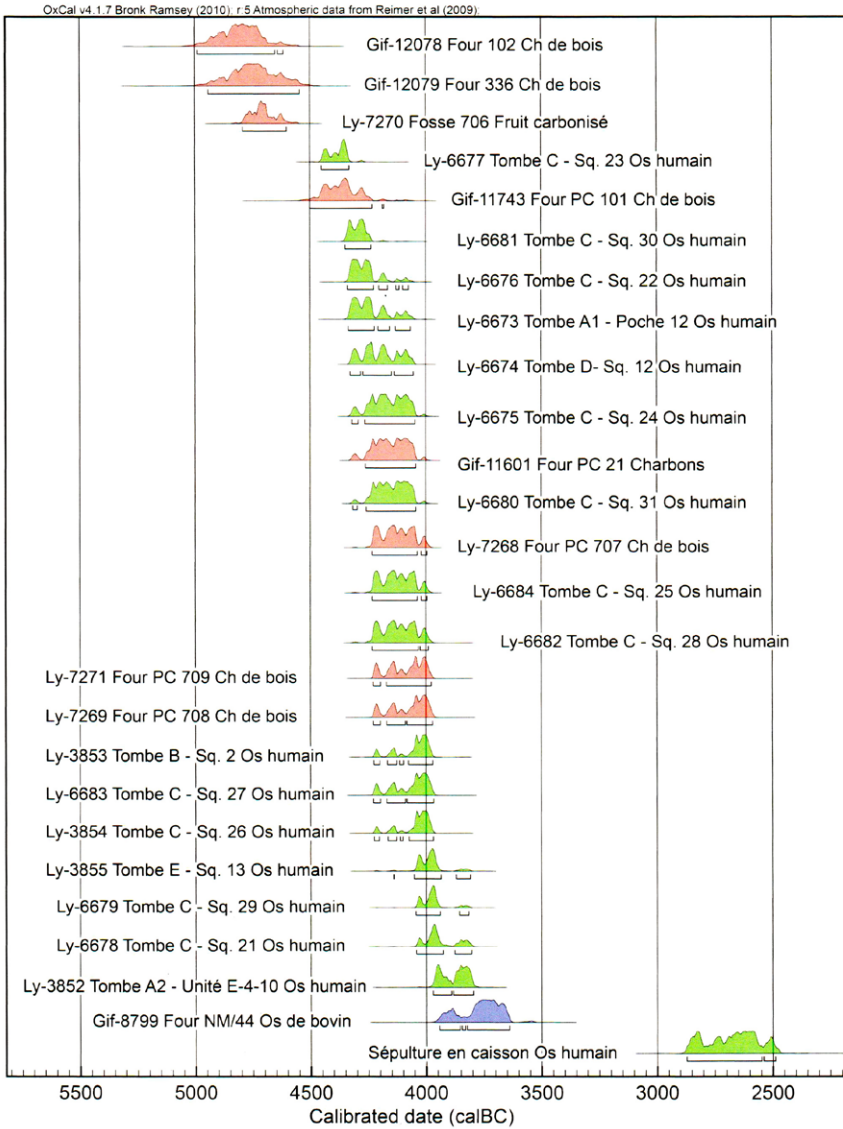 OxCal v4.1.7 Bronk Ramsey (2010); r:5 Atmospheric data from Reimer et al (2009);
Gif-12078 Four 102 Ch de bois
Gif-12079 Four 336 Ch de bois
Ly-7270 Fosse 706 Fruit carbonisé
Ly-6677 Tombe C - Sq. 23 Os humain
Gif-11743 Four PC 101 Ch de bois
Ly-6681 Tombe C - Sq. 30 Os humain
Ly-6676 Tombe C - Sq. 22 Os humain
Ly-6673 Tombe A1 - Poche 12 Os humain
Ly-6674 Tombe D- Sq. 12 Os humain
Ly-6675 Tombe C - Sq. 24 Os humain
Gif-11601 Four PC 21 Charbons
Ly-6680 Tombe C - Sq. 31 Os humain
Ly-7268 Four PC 707 Ch de bois
Ly-6684 Tombe C - Sq. 25 Os humain
Ly-6682 Tombe C - Sq. 28 Os humain
Ly-7271 Four PC 709 Ch de bois
Ly-7269 Four PC 708 Ch de bois
Ly-3853 Tombe B - Sq. 2 Os humain
Ly-6683 Tombe C - Sq. 27 Os humain
Ly-3854 Tombe C - Sq. 26 Os humain
Ly-3855 Tombe E - Sq. 13 Os humain
Ly-6679 Tombe C - Sq. 29 Os humain
Ly-6678 Tombe C - Sq. 21 Os humain
Ly-3852 Tombe A2 - Unité E-4-10 Os humain
Gif-8799 Four NM/44 Os de bovin
Sépulture en caisson Os humain
5500 5000 4500 4000 3500 3000 2500
Calibrated date (calBC)